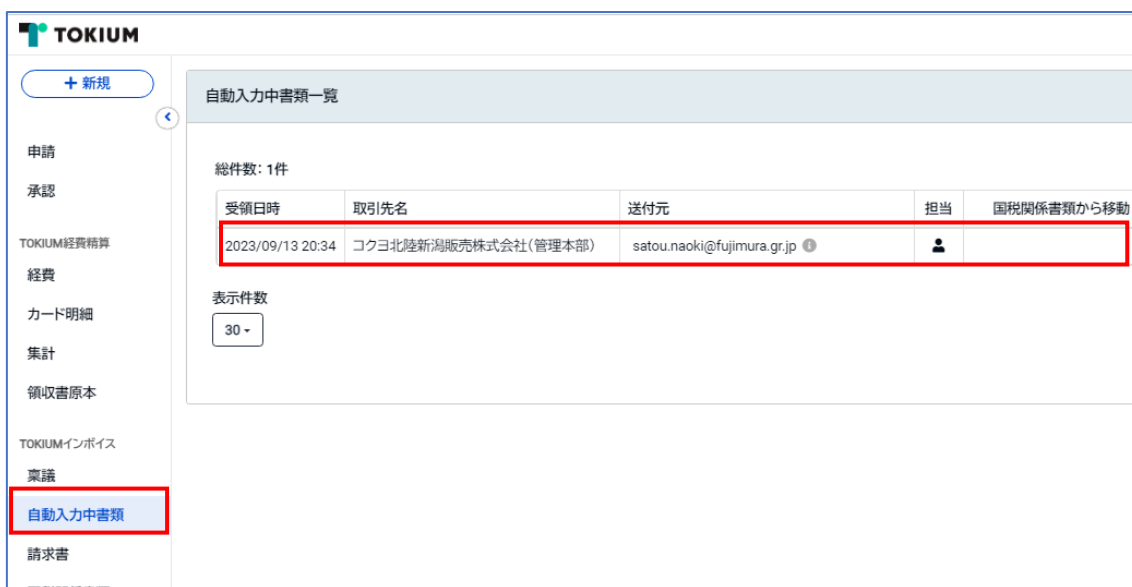 TOKIUM
+ 新規
申請
承認
TOKIUM経費精算
経費
カード明細
集計
領収書原本
TOKIUMインボイス
稟議
自動入力中書類
請求書
自動入力中書類一覧
総件数: 1件
受領日時 取引先名 送付元 担当 国税関係書類から移動
2023/09/13 20:34 コクヨ北陸新潟販売株式会社(管理本部) satou.naoki@fujimura.gr.jp
表示件数
30